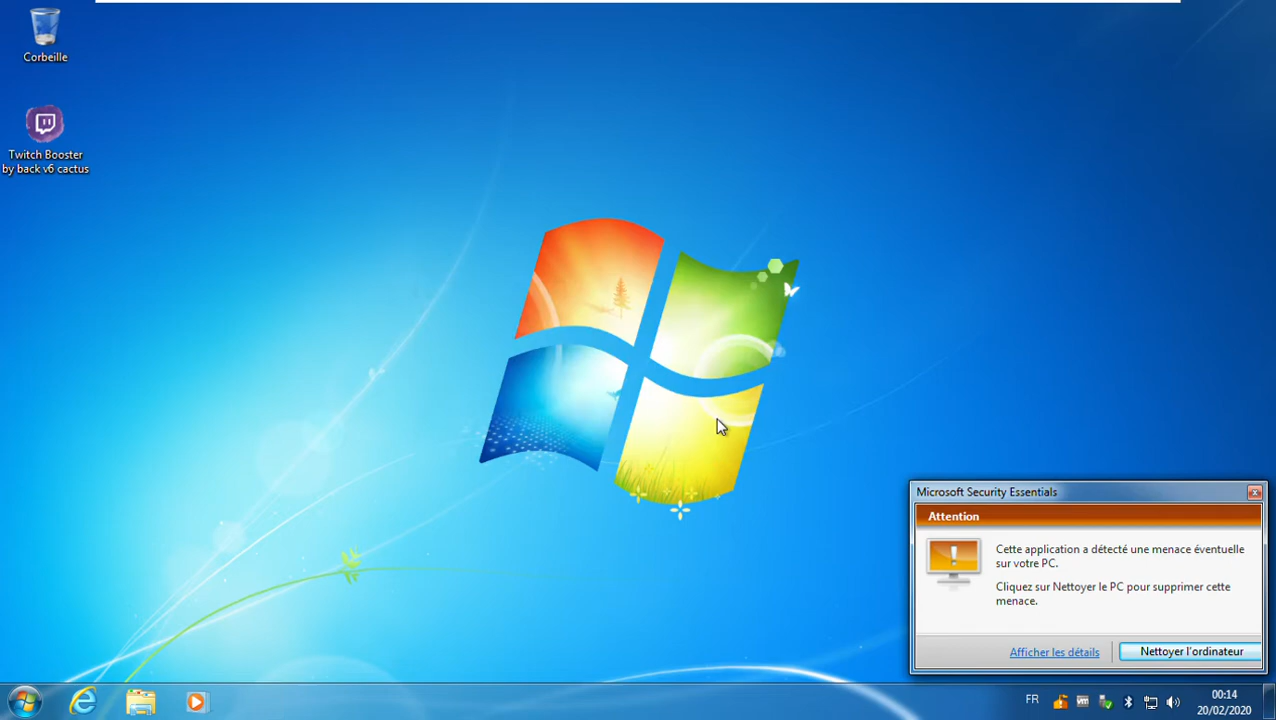 Corbeille
Twitch Booster
by back v6 cactus
Microsoft Security Essentials
Attention
Cette application a détecté une menace éventuelle
sur votre PC.
Cliquez sur Nettoyer le PC pour supprimer cette
menace.
Afficher les détails
Nettoyer l'ordinateur
FR
vm
00:14
20/02/2020